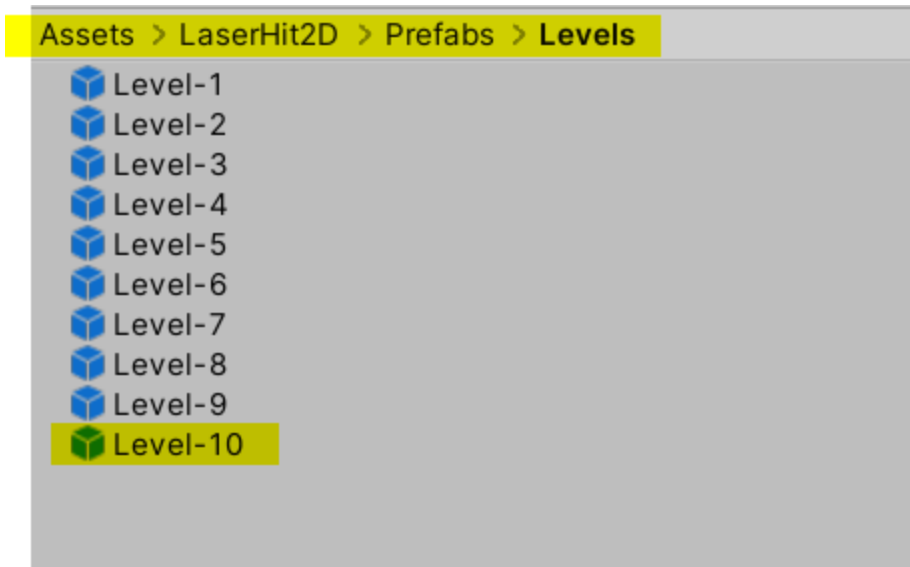 Assets > LaserHit2D > Prefabs > Levels
Level-1
Level-2
Level-3
Level-4
Level-5
Level-6
Level-7
Level-8
Level-9
Level-10